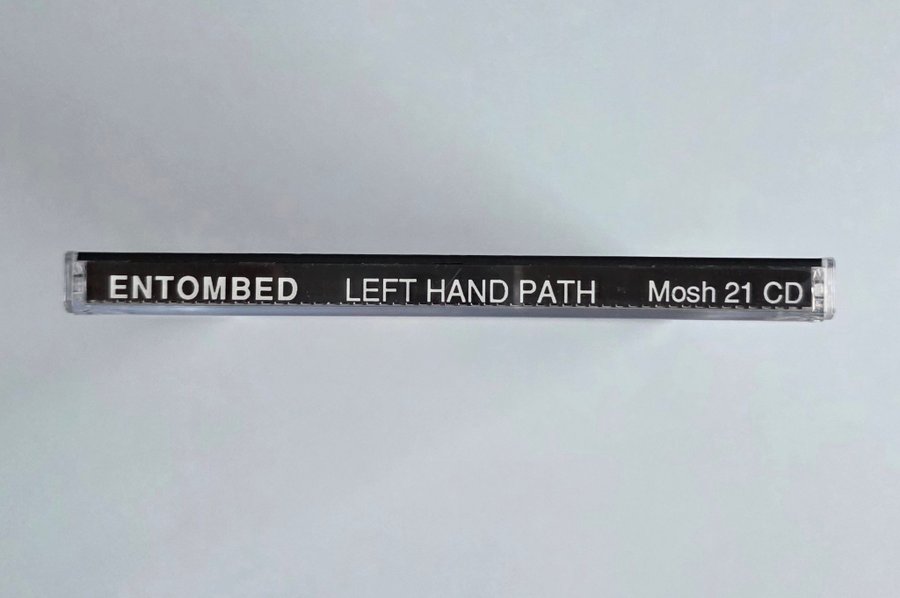 ENTOMBED LEFT HAND PATH Mosh 21 CD